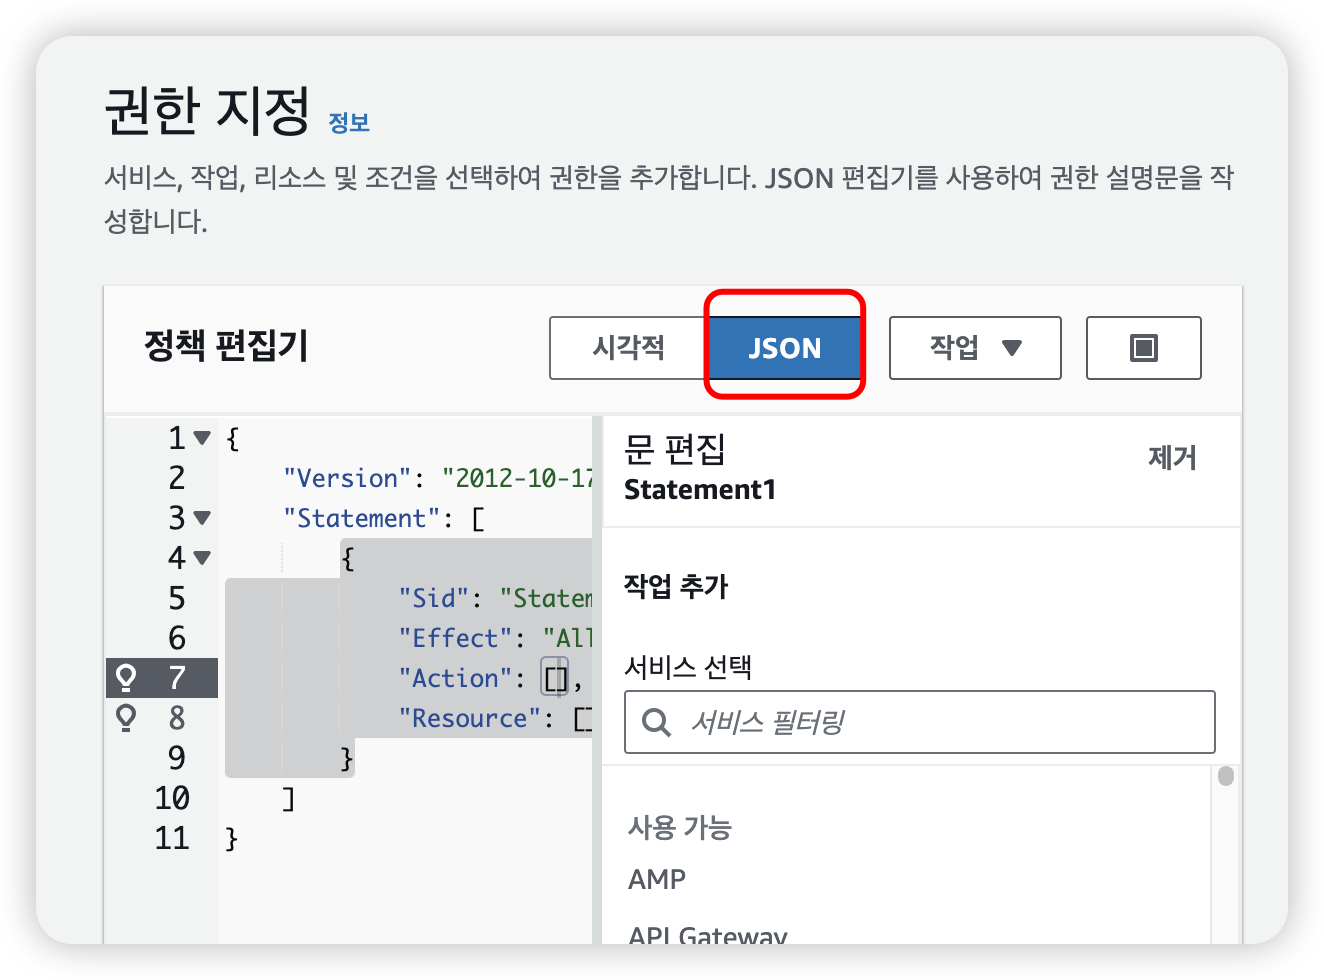 권한 지정 정보
서비스, 작업, 리소스 및 조건을 선택하여 권한을 추가합니다. JSON 편집기를 사용하여 권한 설명문을 작
성합니다.
정책 편집기
시각적
JSON
작업
1 {
2 "Version": "2012-10-17
3 "Statement": [
4 {
5 "Sid": "Statem
6 "Effect": "All
7 "Action": [],
8 "Resource": []
9 }
10 ]
11 }
문 편집
제거
Statement1
작업 추가
서비스 선택
서비스 필터링
사용 가능
AMP
API Gateway